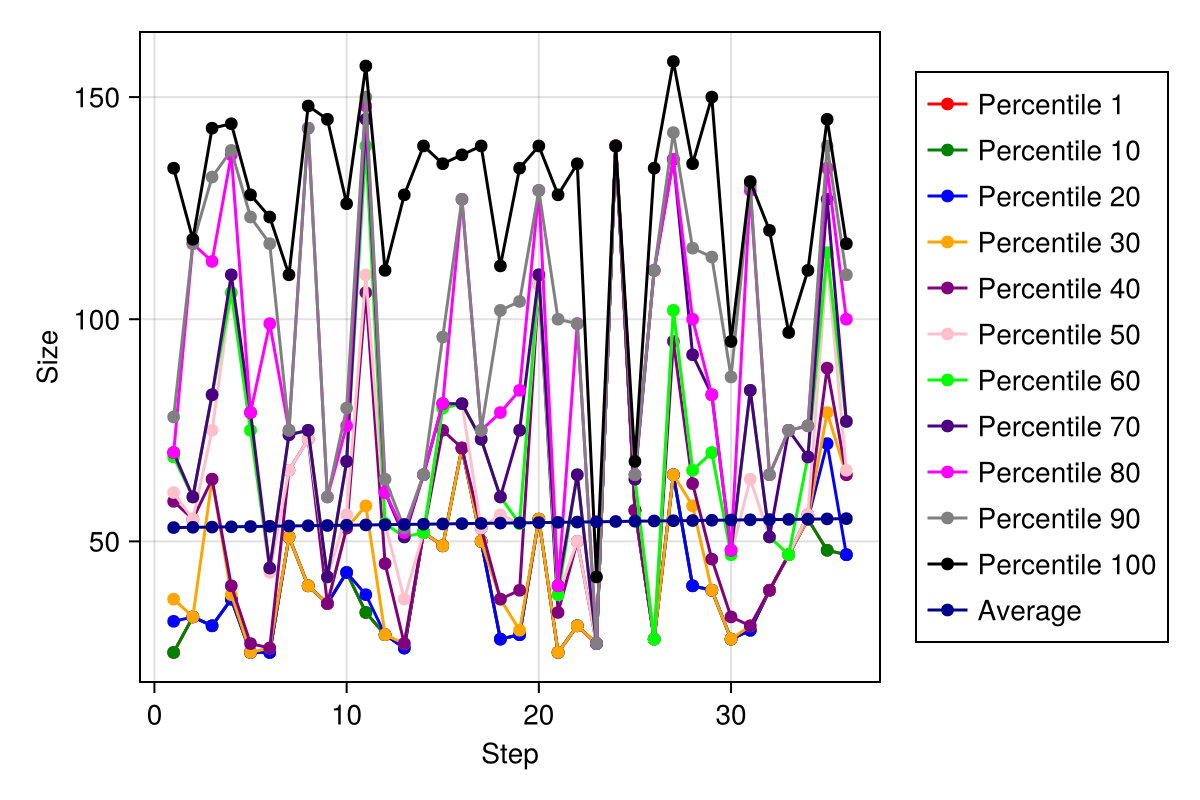 150
100
50
Size
0
10
20
30
Step
Percentile 1
Percentile 10
Percentile 20
Percentile 30
Percentile 40
Percentile 50
Percentile 60
Percentile 70
Percentile 80
Percentile 90
Percentile 100
Average